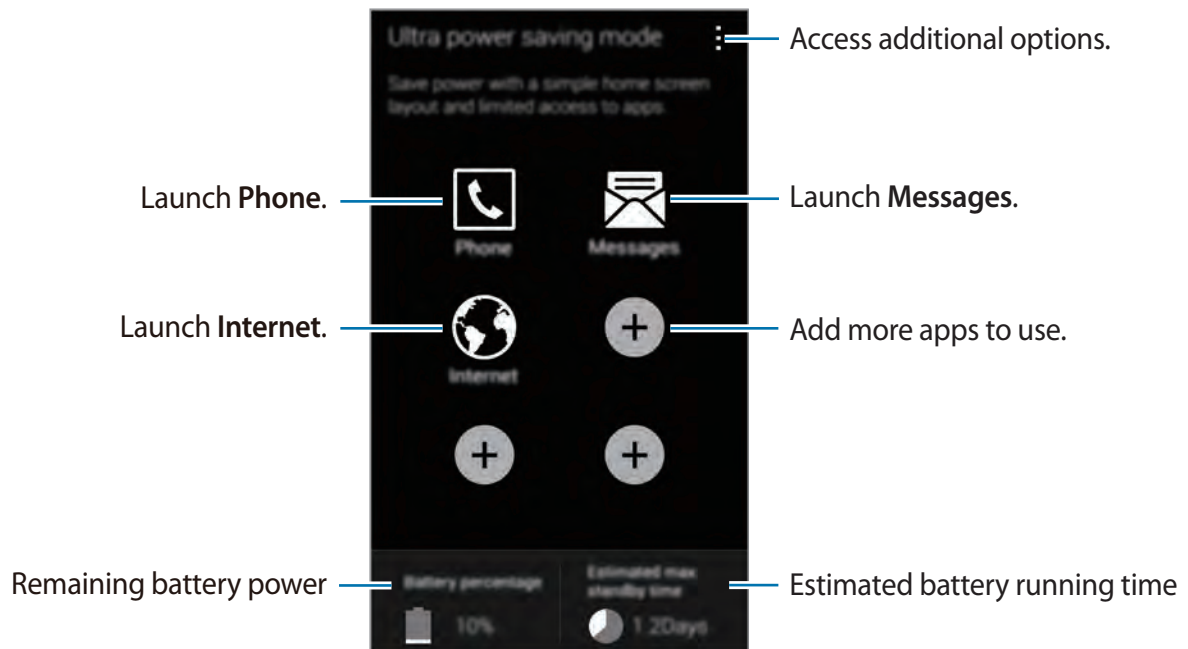 Ultra power saving mode
Access additional options.
Save power with a simple home screen
layout and limited access to apps.
Launch Phone.
Launch Messages.
Phone
Messages
Launch Internet.
Add more apps to use.
Internet
Remaining battery power
Battery percentage
10%
Estimated max
standby time
1.2Days
Estimated battery running time